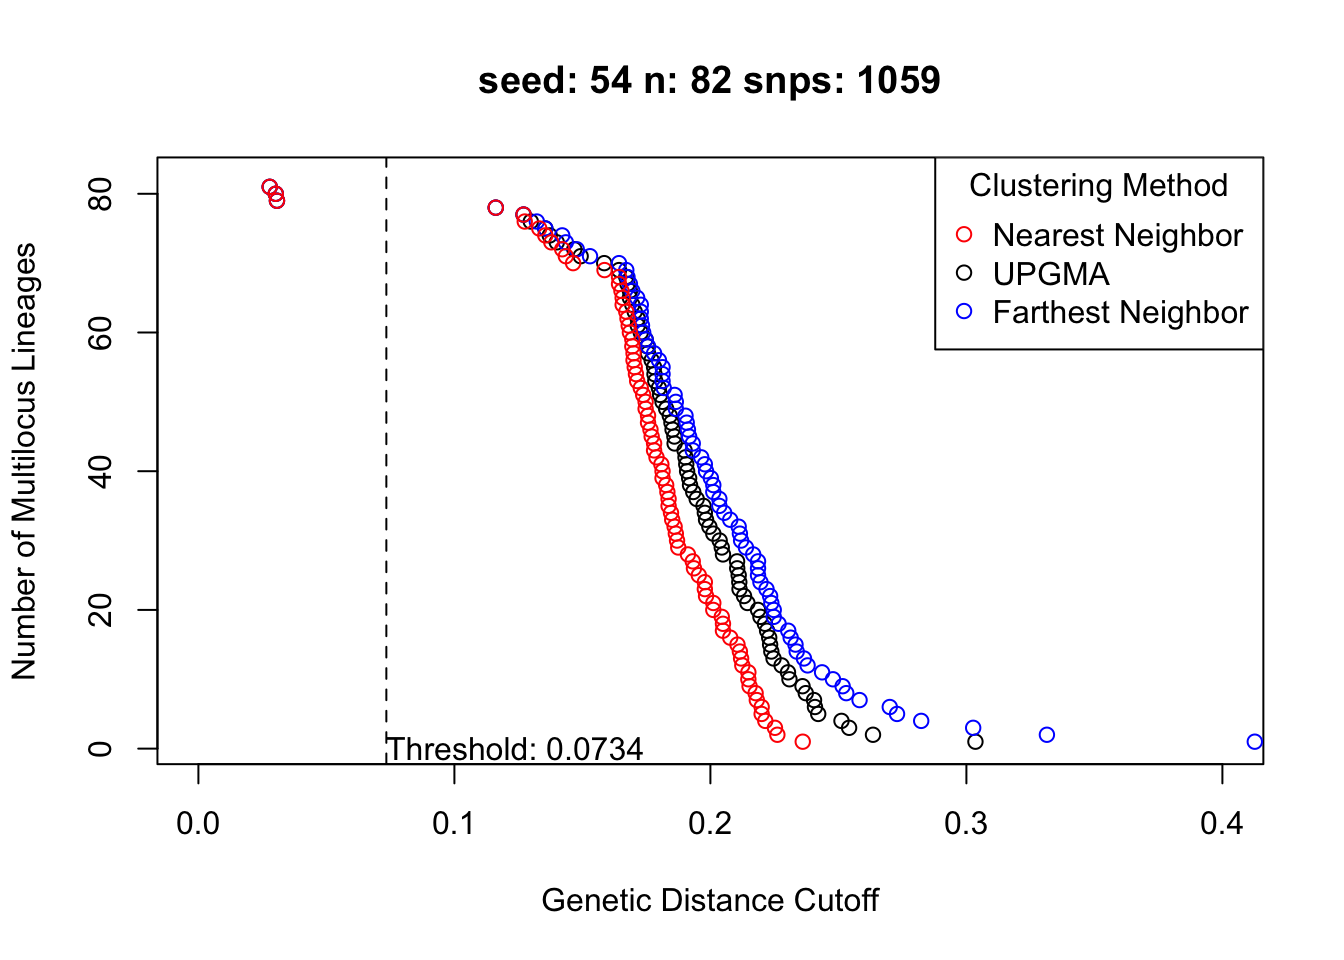 seed: 54 n: 82 snps: 1059
Number of Multilocus Lineages
80
60
40
20
0
Clustering Method
Nearest Neighbor
UPGMA
Farthest Neighbor
Threshold: 0.0734
0.0 0.1 0.2 0.3 0.4
Genetic Distance Cutoff